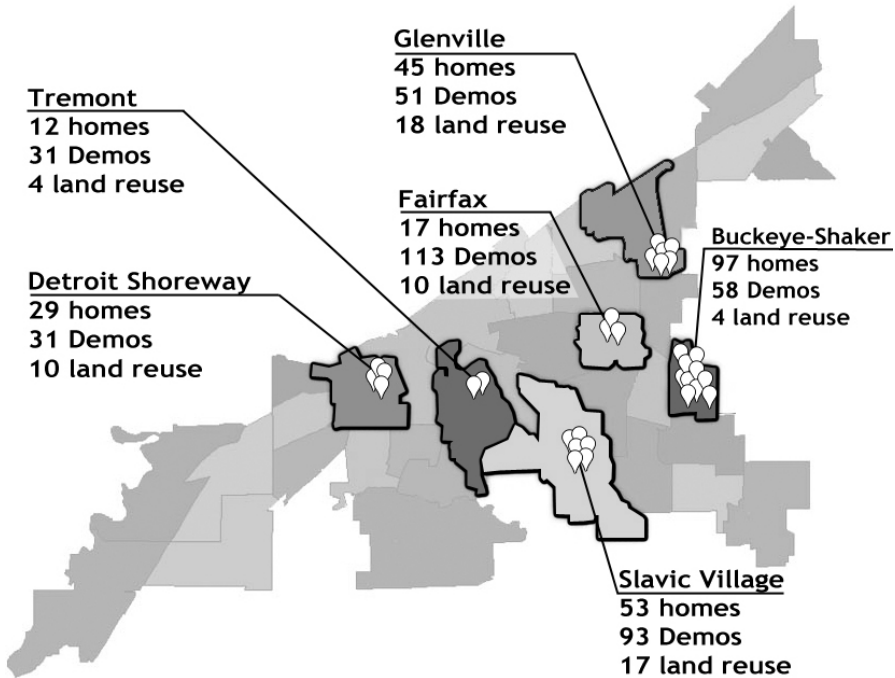 Glenville
45 homes
51 Demos
18 land reuse
Tremont
12 homes
31 Demos
4 land reuse
Fairfax
17 homes
113 Demos
10 land reuse
Buckeye-Shaker
97 homes
58 Demos
4 land reuse
Detroit Shoreway
29 homes
31 Demos
10 land reuse
Slavic Village
53 homes
93 Demos
17 land reuse